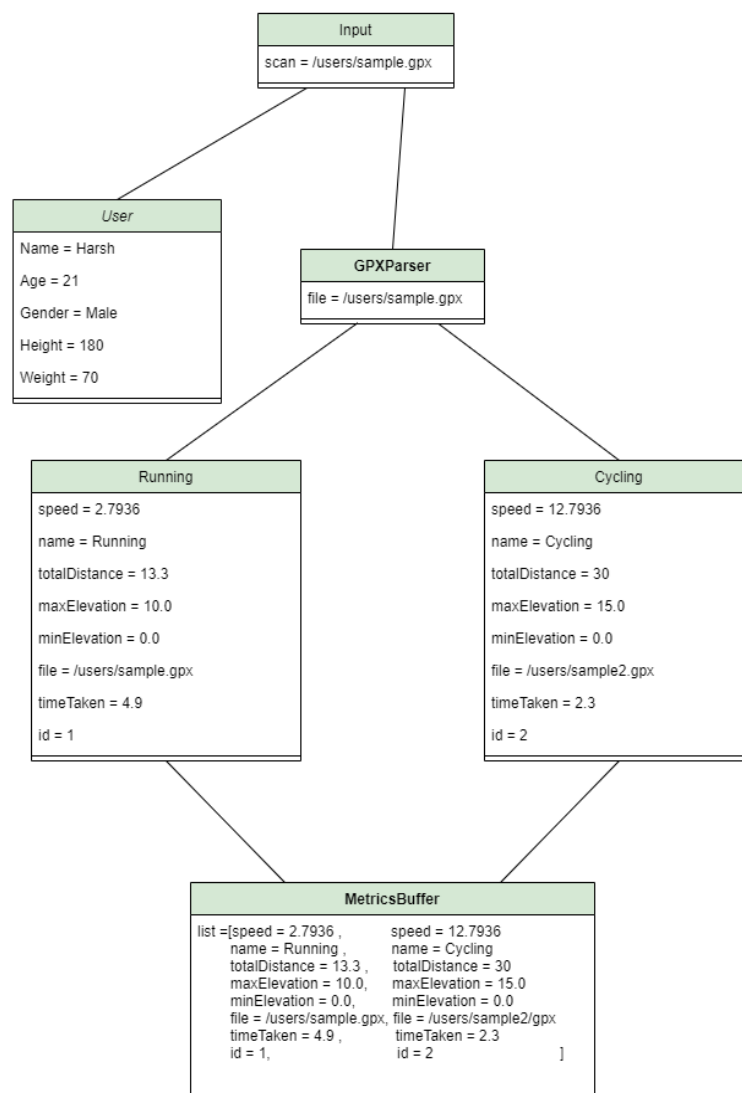 Input
scan = /users/sample.gpx
User
Name = Harsh
Age = 21
Gender = Male
Height = 180
Weight = 70
GPXParser
file = /users/sample.gpx
Running
speed = 2.7936
name = Running
totalDistance = 13.3
maxElevation = 10.0
minElevation = 0.0
file = /users/sample.gpx
timeTaken = 4.9
id = 1
Cycling
speed = 12.7936
name = Cycling
totalDistance = 30
maxElevation = 15.0
minElevation = 0.0
file = /users/sample2.gpx
timeTaken = 2.3
id = 2
MetricsBuffer
list =[speed = 2.7936 , speed = 12.7936
name = Running , name = Cycling
totalDistance = 13.3 , totalDistance = 30
maxElevation = 10.0, maxElevation = 15.0
minElevation = 0.0, minElevation = 0.0
file = /users/sample.gpx, file = /users/sample2/gpx
timeTaken = 4.9 , timeTaken = 2.3
id = 1, id = 2 ]